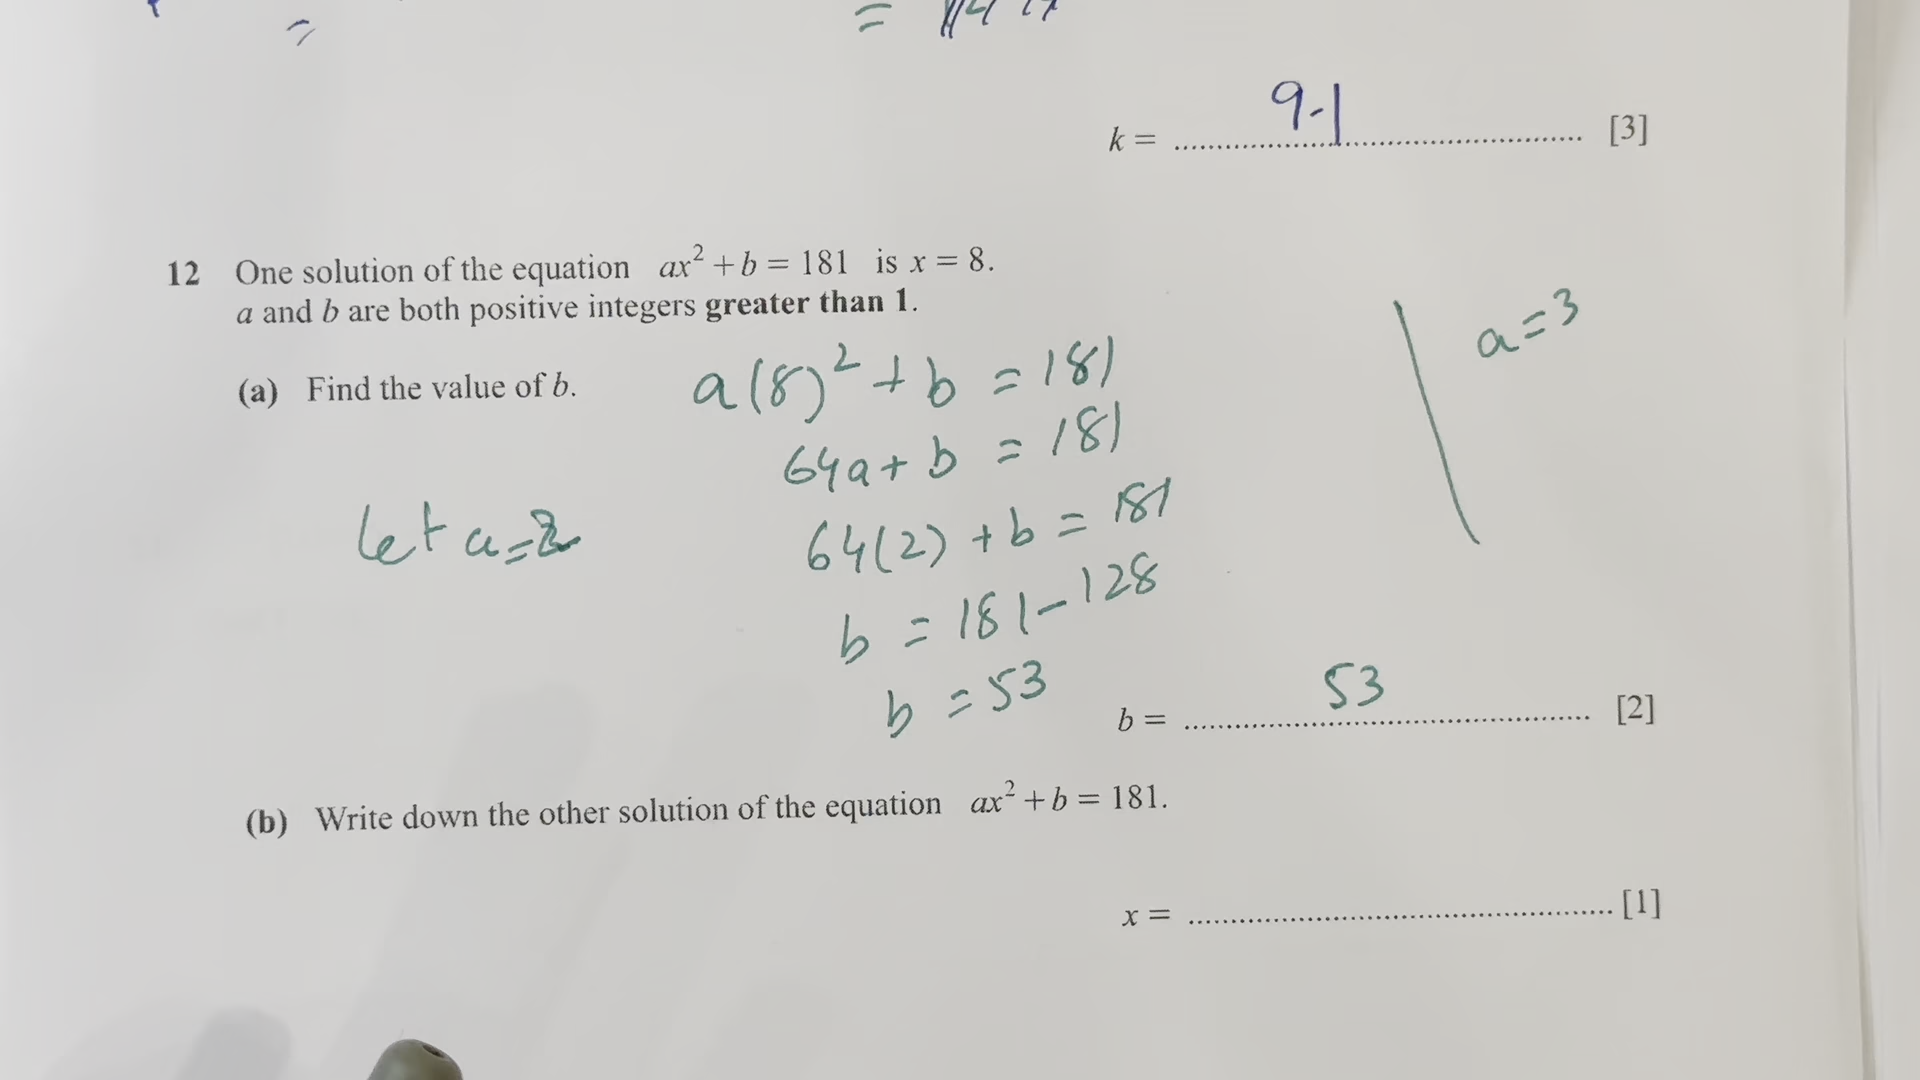 =
=
k = 9.1 [3]
12 One solution of the equation ax² + b = 181 is x = 8.
a and b are both positive integers greater than 1.
(a) Find the value of b.
a(8)² + b = 181
64a + b = 181
let a = 2
64(2) + b = 181
b = 181 - 128
b = 53
a = 3
b = 53 [2]
(b) Write down the other solution of the equation ax² + b = 181.
x = [1]